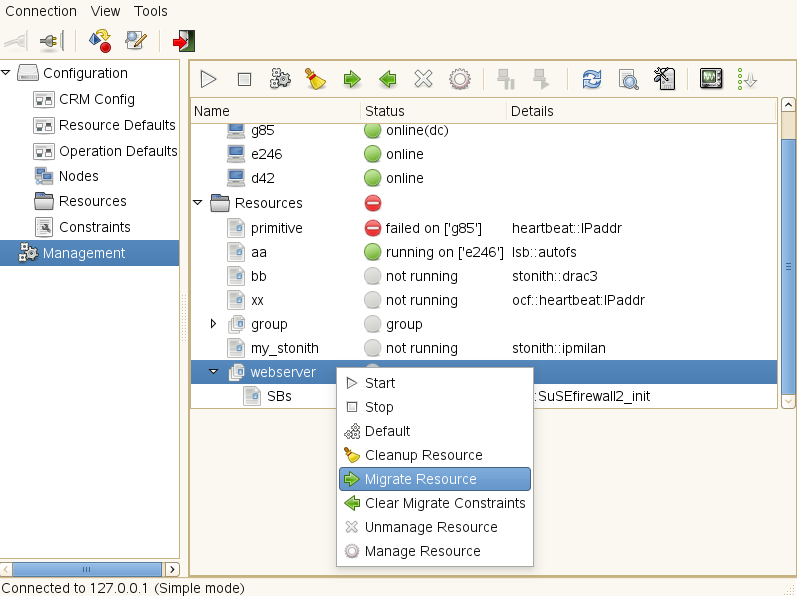 Connection View Tools
Configuration
CRM Config
Resource Defaults
Operation Defaults
Nodes
Resources
Constraints
Management
Name Status Details
g85 online(dc)
e246 online
d42 online
Resources
primitive failed on ['g85'] heartbeat::IPaddr
aa running on ['e246'] lsb::autofs
bb not running stonith::drac3
xx not running ocf::heartbeat:IPaddr
group group
my_stonith not running stonith::ipmilan
webserver
SBs :SuSEfirewall2_init
Start
Stop
Default
Cleanup Resource
Migrate Resource
Clear Migrate Constraints
Unmanage Resource
Manage Resource
Connected to 127.0.0.1 (Simple mode)